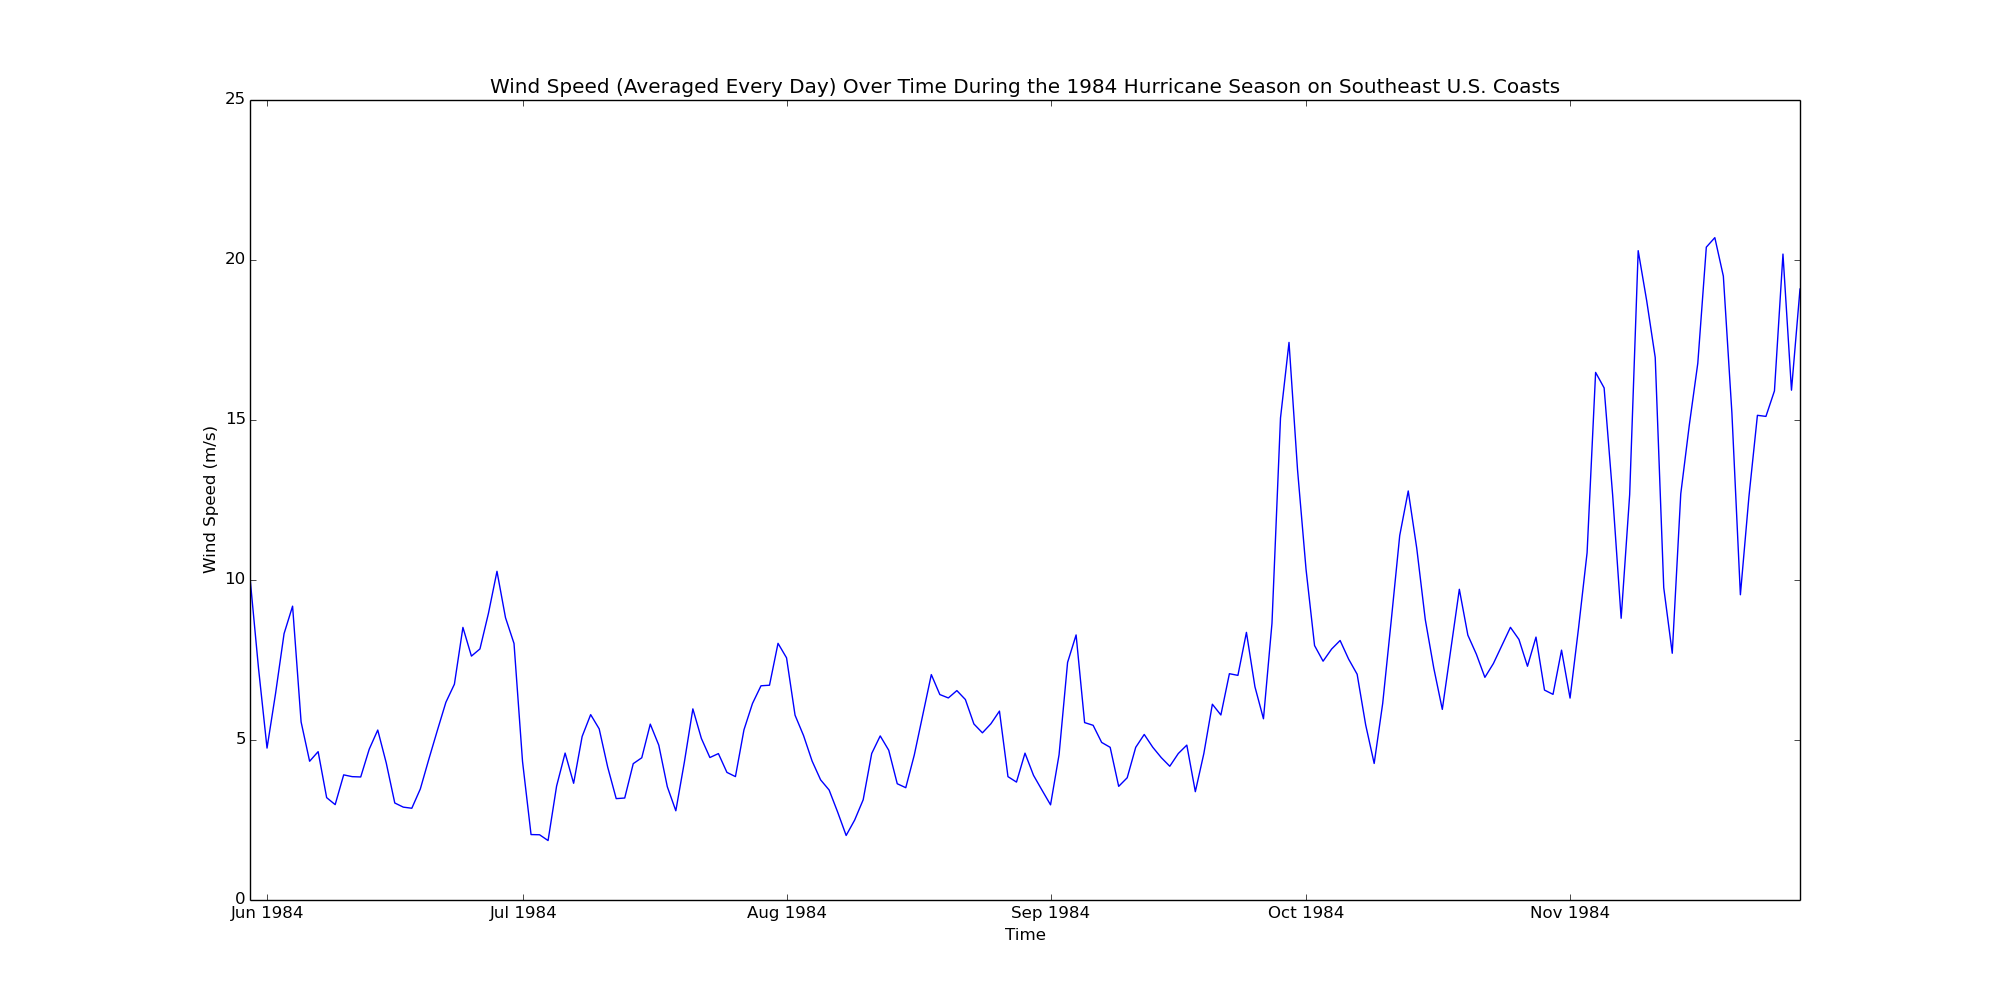 Wind Speed (Averaged Every Day) Over Time During the 1984 Hurricane Season on Southeast U.S. Coasts
25
20
15
10
5
0
Wind Speed (m/s)
Jun 1984 Jul 1984 Aug 1984 Sep 1984 Oct 1984 Nov 1984
Time